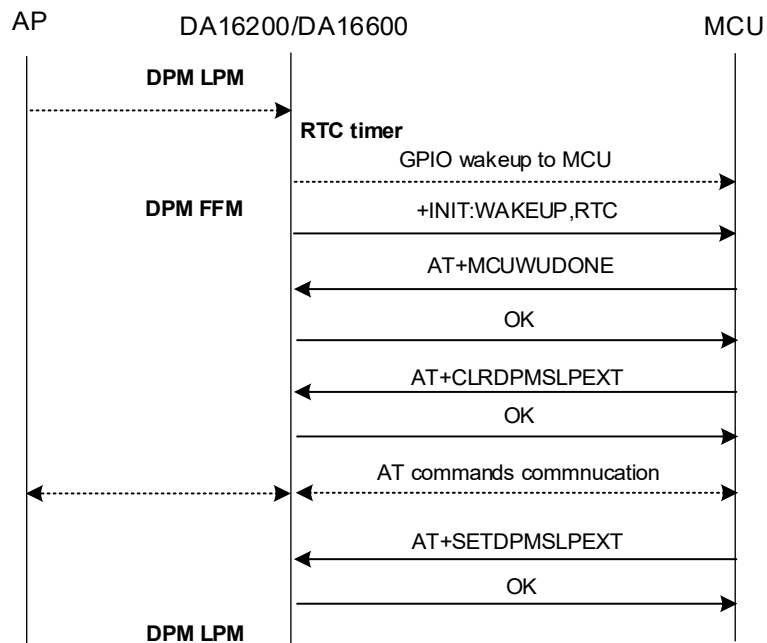 AP
DA16200/DA16600
MCU
DPM LPM
RTC timer
GPIO wakeup to MCU
DPM FFM
+INIT:WAKEUP,RTC
AT+MCUWUDONE
OK
AT+CLRDPMSLPEXT
OK
AT commands commnucation
AT+SETDPMSLPEXT
OK
DPM LPM